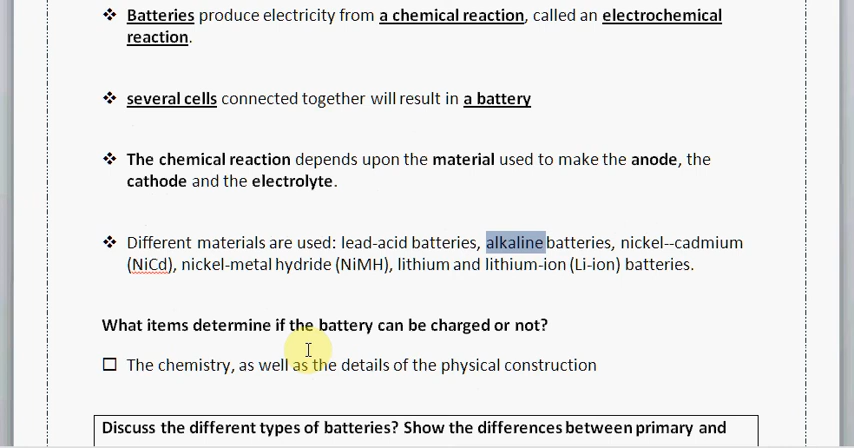 ❖ Batteries produce electricity from a chemical reaction, called an electrochemical
reaction.
❖ several cells connected together will result in a battery
❖ The chemical reaction depends upon the material used to make the anode, the
cathode and the electrolyte.
❖ Different materials are used: lead-acid batteries, alkaline batteries, nickel--cadmium
(NiCd), nickel-metal hydride (NiMH), lithium and lithium-ion (Li-ion) batteries.
What items determine if the battery can be charged or not?
☐ The chemistry, as well as the details of the physical construction
Discuss the different types of batteries? Show the differences between primary and